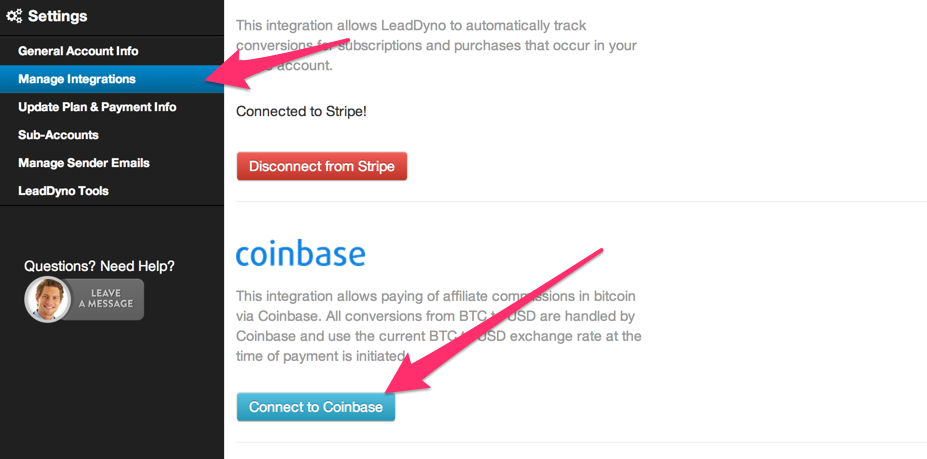 Settings
General Account Info
Manage Integrations
Update Plan & Payment Info
Sub-Accounts
Manage Sender Emails
LeadDyno Tools
Questions? Need Help?
LEAVE
A MESSAGE
This integration allows LeadDyno to automatically track
conversions for subscriptions and purchases that occur in your
account.
Connected to Stripe!
Disconnect from Stripe
coinbase
This integration allows paying of affiliate commissions in bitcoin
via Coinbase. All conversions from BTC to USD are handled by
Coinbase and use the current BTC to USD exchange rate at the
time of payment is initiated.
Connect to Coinbase